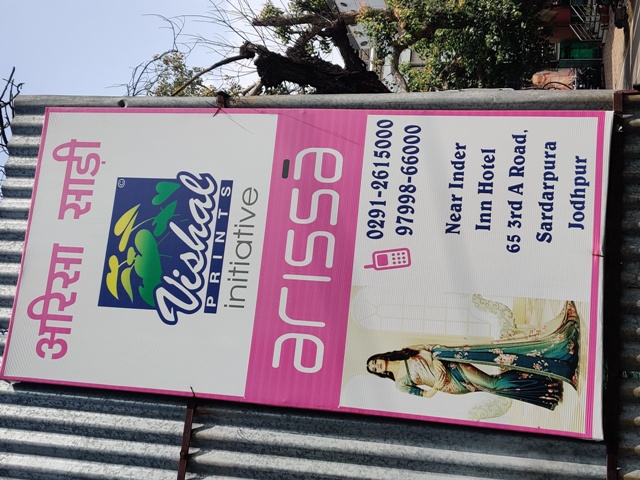 अरिसा साड़ी
©
Vishal
PRINTS
initiative
arissa
0291-2615000
97998-66000
Near Inder
Inn Hotel
65 3rd A Road,
Sardarpura
Jodhpur